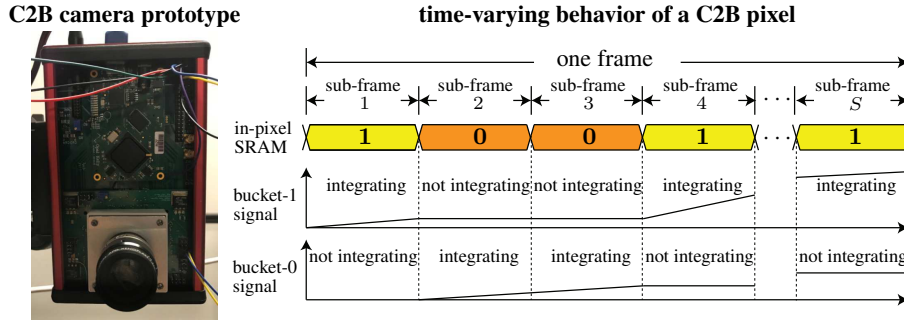 C2B camera prototype
time-varying behavior of a C2B pixel
one frame
sub-frame 1
sub-frame 2
sub-frame 3
sub-frame 4
· · ·
sub-frame S
in-pixel SRAM
1
0
0
1
· · ·
1
bucket-1 signal
integrating
not integrating
not integrating
integrating
integrating
bucket-0 signal
not integrating
integrating
integrating
not integrating
not integrating